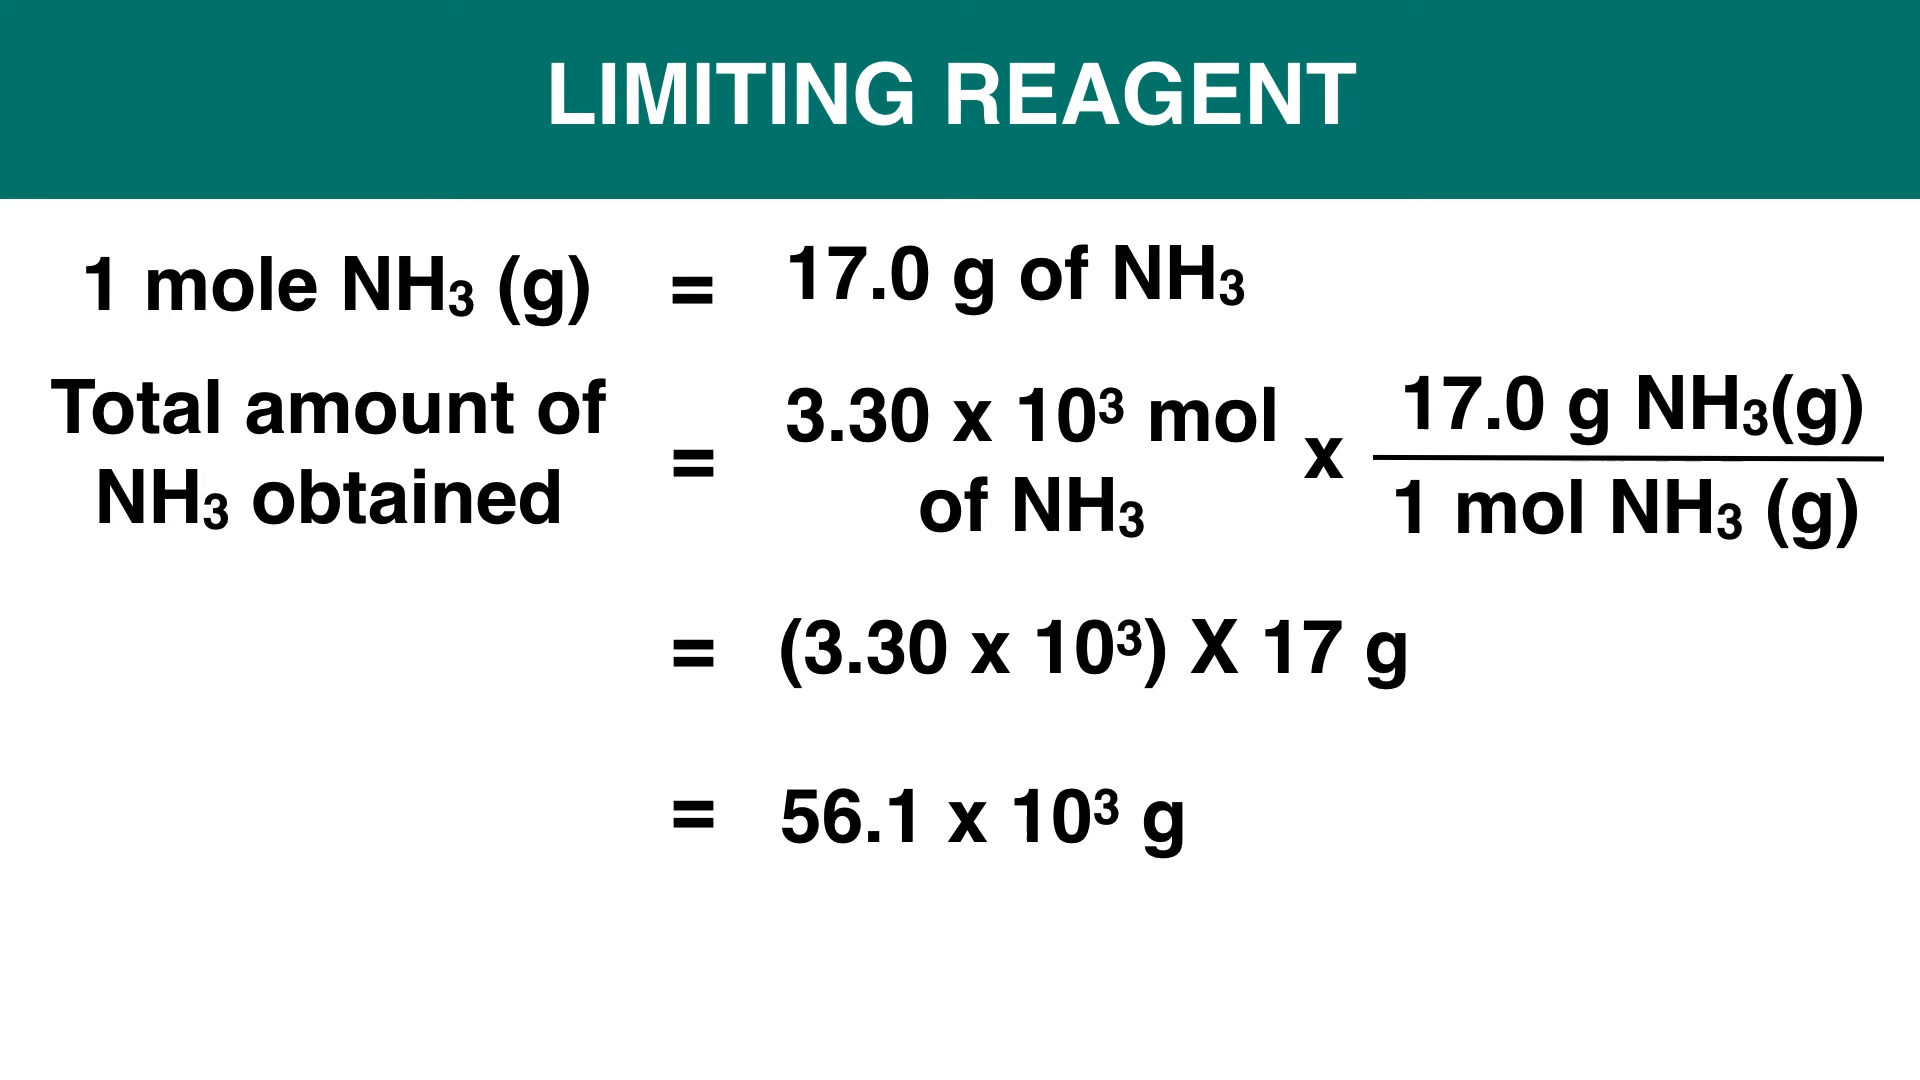 LIMITING REAGENT
1 mole NH₃ (g) = 17.0 g of NH₃
Total amount of NH₃ obtained = 3.30 x 10³ mol of NH₃ x 17.0 g NH₃(g)
1 mol NH₃ (g)
= (3.30 x 10³) X 17 g
= 56.1 x 10³ g